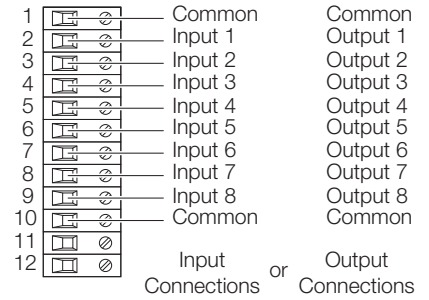 1 Common Common
2 Input 1 Output 1
3 Input 2 Output 2
4 Input 3 Output 3
5 Input 4 Output 4
6 Input 5 Output 5
7 Input 6 Output 6
8 Input 7 Output 7
9 Input 8 Output 8
10 Common Common
11
12
Input or Output
Connections Connections